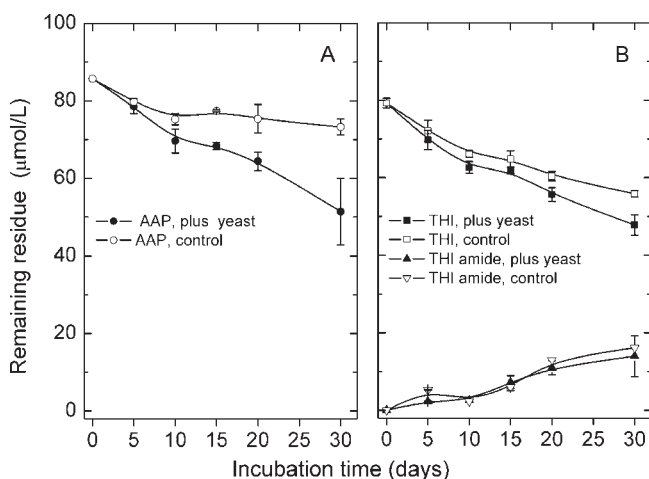 100
80
60
40
20
0
Remaining residue (μmol/L)
A
AAP, plus yeast
AAP, control
0 5 10 15 20 25 30
B
THI, plus yeast
THI, control
THI amide, plus yeast
THI amide, control
0 5 10 15 20 25 30
Incubation time (days)